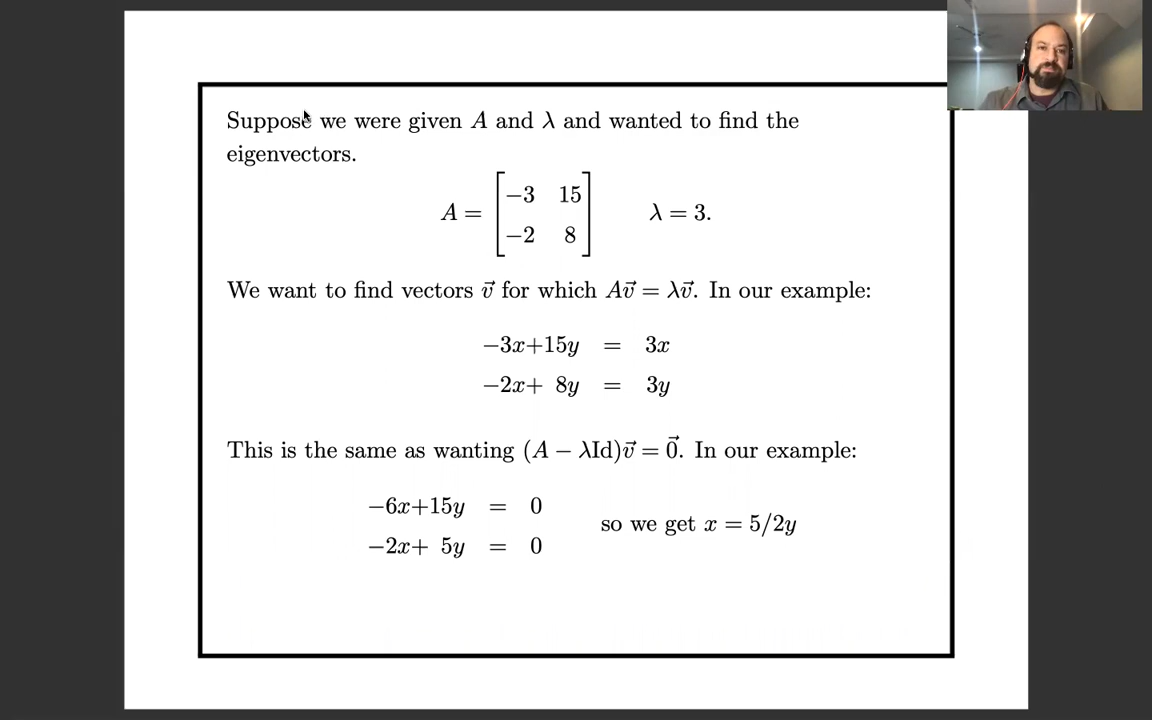 Suppose we were given A and λ and wanted to find the
eigenvectors.
A = [−3 15
−2 8] λ = 3.
We want to find vectors v⃗ for which Av⃗ = λv⃗. In our example:
−3x+15y = 3x
−2x+ 8y = 3y
This is the same as wanting (A − λId)v⃗ = 0⃗. In our example:
−6x+15y = 0
so we get x = 5/2y
−2x+ 5y = 0